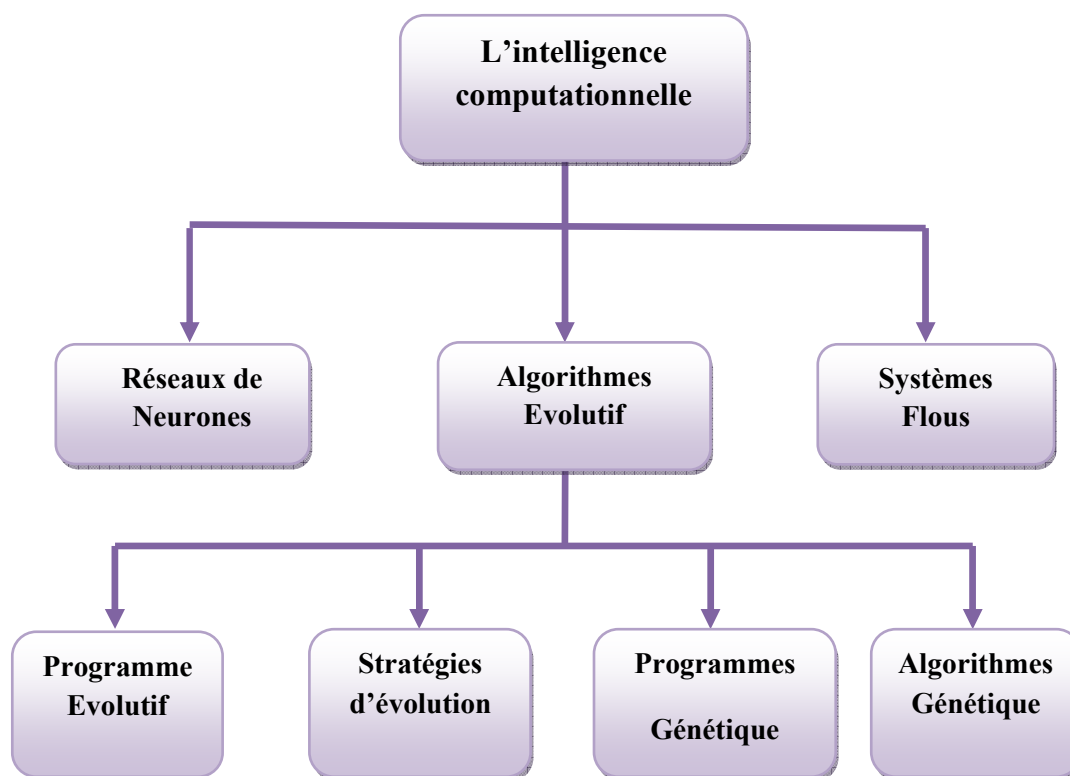 L’intelligence
computationnelle
Réseaux de
Neurones
Algorithmes
Evolutif
Systèmes
Flous
Programme
Evolutif
Stratégies
d’évolution
Programmes
Génétique
Algorithmes
Génétique